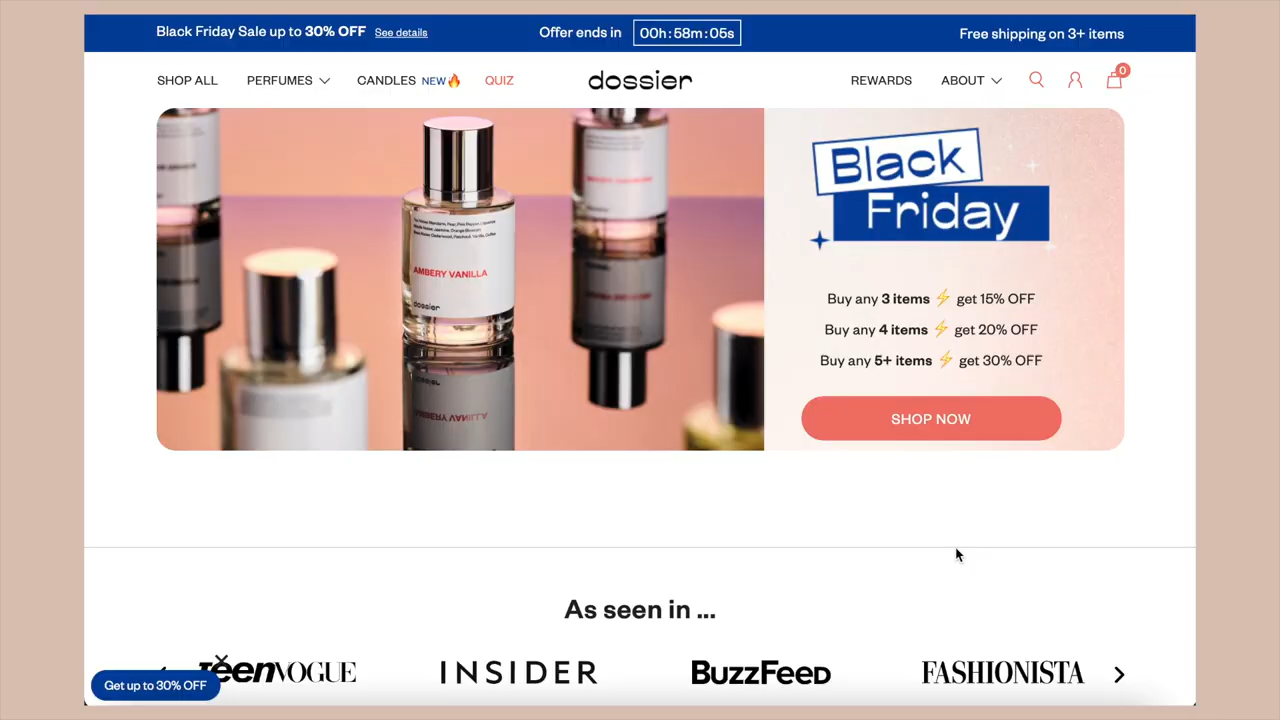 Black Friday Sale up to 30% OFF See details
Offer ends in 00h:58m:05s
Free shipping on 3+ items
SHOP ALL PERFUMES CANDLES NEW🔥 QUIZ
dossier
REWARDS ABOUT 0
AMBERY VANILLA
dossier
Black
Friday
Buy any 3 items ⚡ get 15% OFF
Buy any 4 items ⚡ get 20% OFF
Buy any 5+ items ⚡ get 30% OFF
SHOP NOW
As seen in ...
TeenVOGUE
INSIDER
BuzzFeed
FASHIONISTA
Get up to 30% OFF